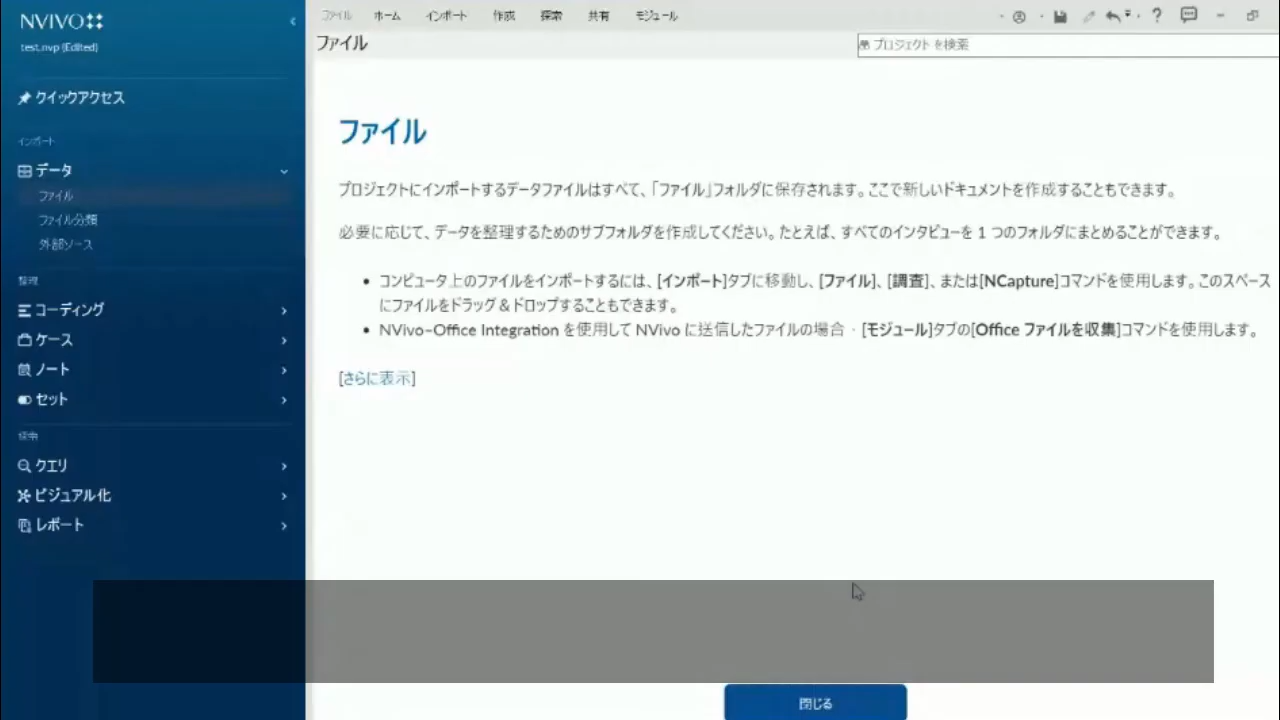 NVIVO
test.nvp (Edited)
クイックアクセス
インポート
データ
ファイル
ファイル分類
外部ソース
整理
コーディング
ケース
ノート
セット
探索
クエリ
ビジュアル化
レポート
ファイル ホーム インポート 作成 探索 共有 モジュール
ファイル
プロジェクト を検索
ファイル
プロジェクトにインポートするデータファイルはすべて、「ファイル」フォルダに保存されます。ここで新しいドキュメントを作成することもできます。
必要に応じて、データを整理するためのサブフォルダを作成してください。たとえば、すべてのインタビューを 1 つのフォルダにまとめることができます。
• コンピュータ上のファイルをインポートするには、[インポート]タブに移動し、[ファイル]、[調査]、または[NCapture]コマンドを使用します。このスペース
にファイルをドラッグ＆ドロップすることもできます。
• NVivo-Office Integration を使用して NVivo に送信したファイルの場合 - [モジュール]タブの[Office ファイルを収集]コマンドを使用します。
[さらに表示]
閉じる